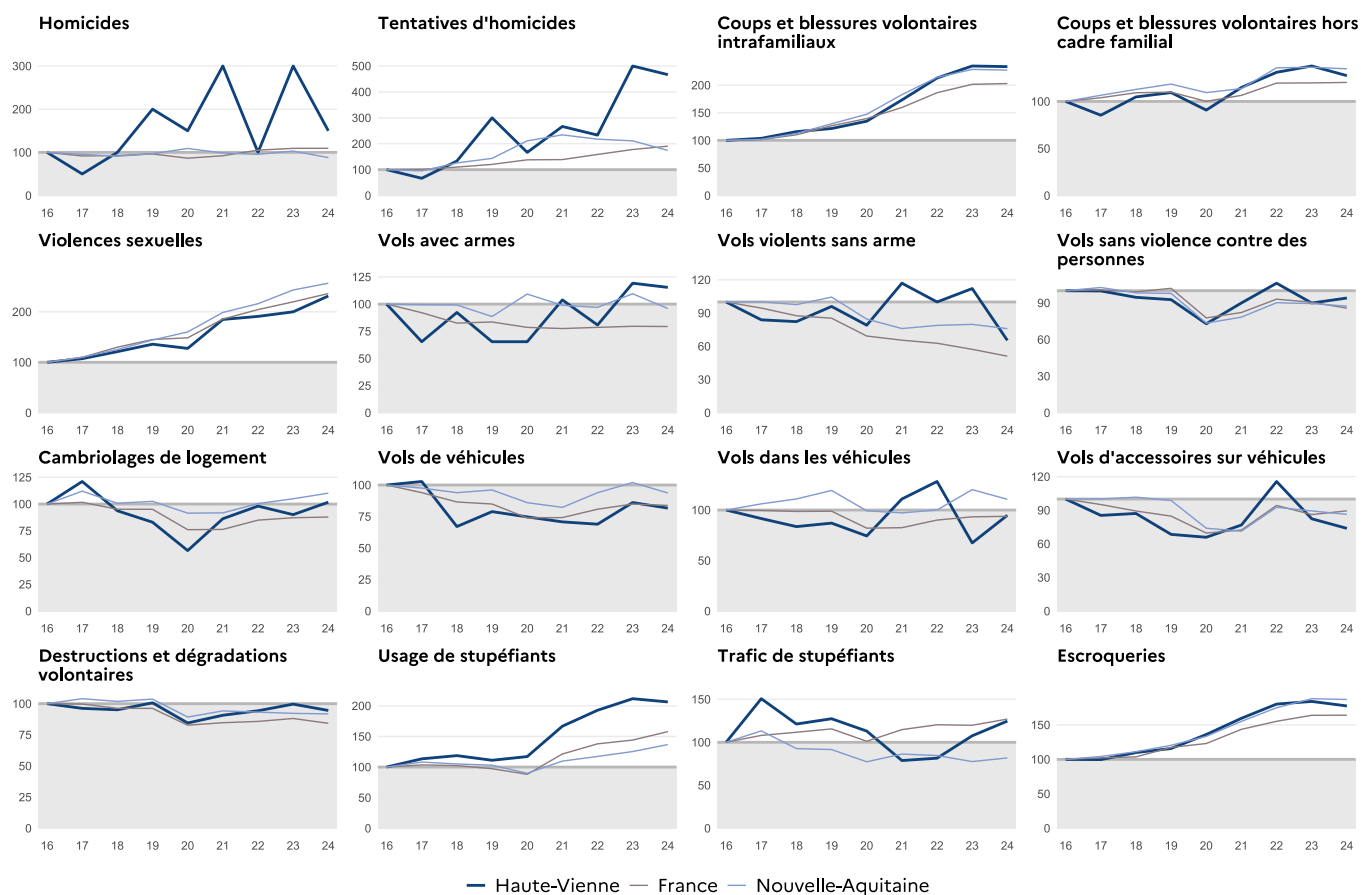 Homicides
300
200
100
0
16 17 18 19 20 21 22 23 24
Tentatives d'homicides
500
400
300
200
100
0
16 17 18 19 20 21 22 23 24
Coups et blessures volontaires
intrafamiliaux
200
150
100
50
0
16 17 18 19 20 21 22 23 24
Coups et blessures volontaires hors
cadre familial
100
50
0
16 17 18 19 20 21 22 23 24
Violences sexuelles
200
100
0
16 17 18 19 20 21 22 23 24
Vols avec armes
125
100
75
50
25
0
16 17 18 19 20 21 22 23 24
Vols violents sans arme
120
90
60
30
0
16 17 18 19 20 21 22 23 24
Vols sans violence contre des
personnes
90
60
30
0
16 17 18 19 20 21 22 23 24
Cambriolages de logement
125
100
75
50
25
0
16 17 18 19 20 21 22 23 24
Vols de véhicules
100
75
50
25
0
16 17 18 19 20 21 22 23 24
Vols dans les véhicules
100
50
0
16 17 18 19 20 21 22 23 24
Vols d'accessoires sur véhicules
120
90
60
30
0
16 17 18 19 20 21 22 23 24
Destructions et dégradations
volontaires
100
75
50
25
0
16 17 18 19 20 21 22 23 24
Usage de stupéfiants
200
150
100
50
0
16 17 18 19 20 21 22 23 24
Trafic de stupéfiants
150
100
50
0
16 17 18 19 20 21 22 23 24
Escroqueries
150
100
50
0
16 17 18 19 20 21 22 23 24
Haute-Vienne France Nouvelle-Aquitaine